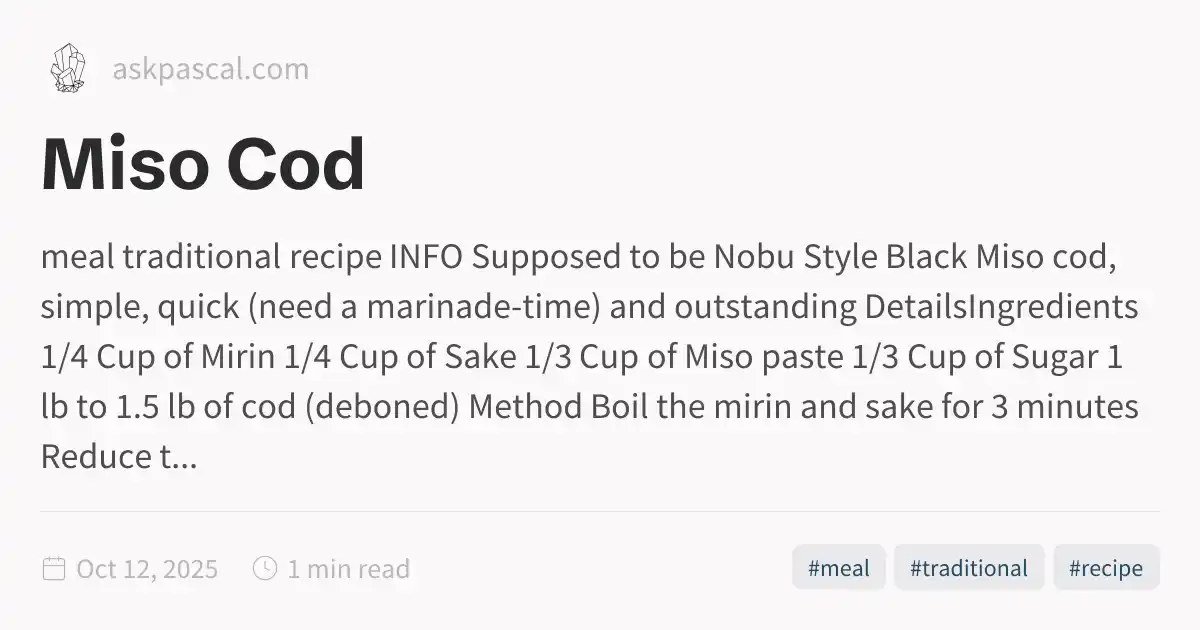 askpascal.com
Miso Cod
meal traditional recipe INFO Supposed to be Nobu Style Black Miso cod,
simple, quick (need a marinade-time) and outstanding DetailsIngredients
1/4 Cup of Mirin 1/4 Cup of Sake 1/3 Cup of Miso paste 1/3 Cup of Sugar 1
lb to 1.5 lb of cod (deboned) Method Boil the mirin and sake for 3 minutes
Reduce t...
Oct 12, 2025 1 min read #meal #traditional #recipe